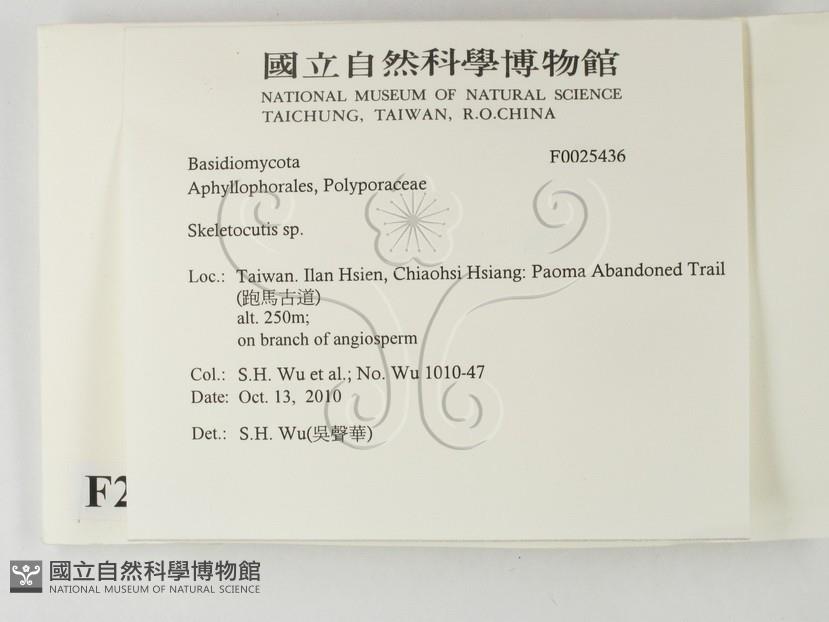 國立自然科學博物館
NATIONAL MUSEUM OF NATURAL SCIENCE
TAICHUNG, TAIWAN, R.O.CHINA
Basidiomycota F0025436
Aphyllophorales, Polyporaceae
Skeletocutis sp.
Loc.: Taiwan. Ilan Hsien, Chiaohsi Hsiang: Paoma Abandoned Trail
(跑馬古道)
alt. 250m;
on branch of angiosperm
Col.: S.H. Wu et al.; No. Wu 1010-47
Date: Oct. 13, 2010
Det.: S.H. Wu(吳聲華)
F2
國立自然科學博物館
NATIONAL MUSEUM OF NATURAL SCIENCE